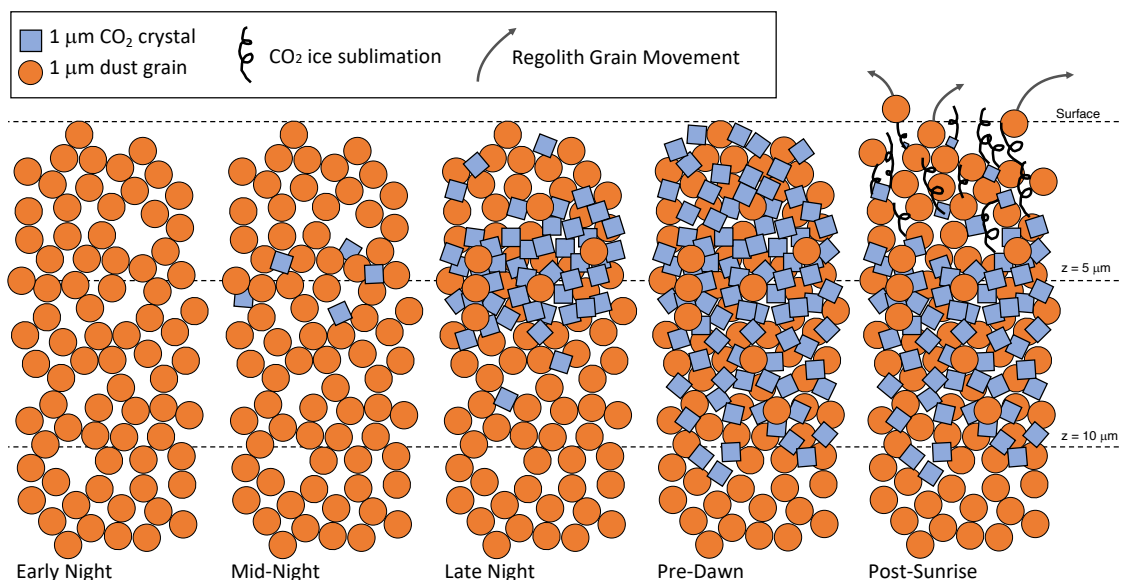 1 μm CO₂ crystal
1 μm dust grain
CO₂ ice sublimation
Regolith Grain Movement
Surface
z = 5 μm
z = 10 μm
Early Night
Mid-Night
Late Night
Pre-Dawn
Post-Sunrise